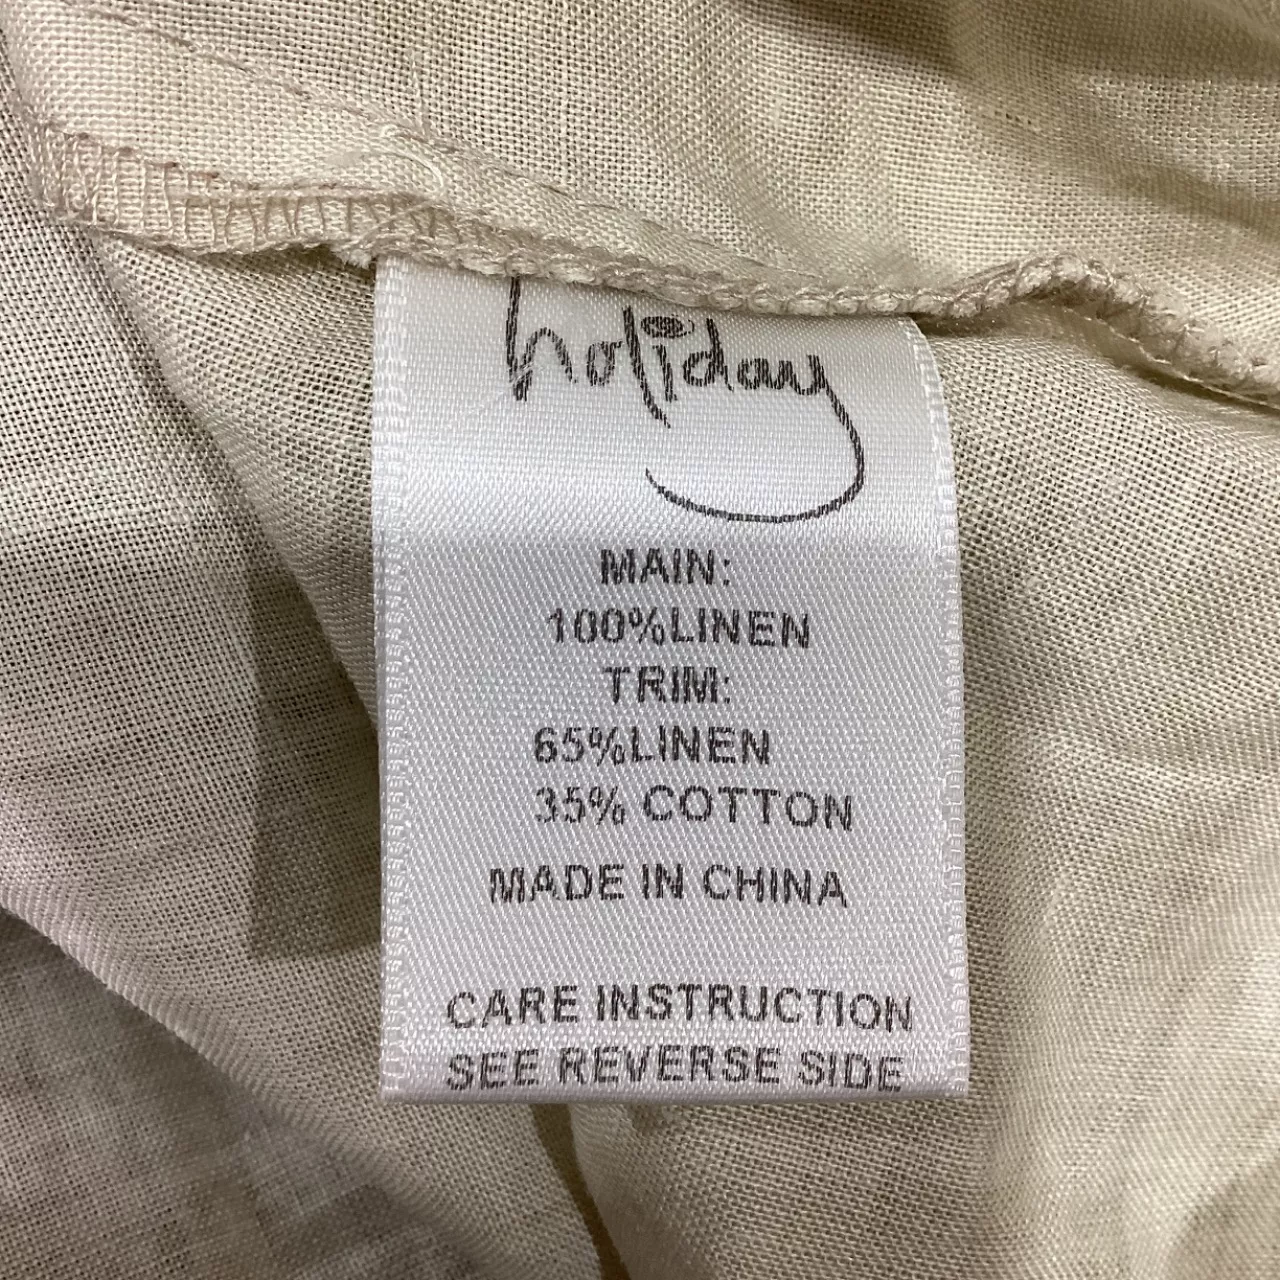 holiday
MAIN:
100%LINEN
TRIM:
65%LINEN
35% COTTON
MADE IN CHINA
CARE INSTRUCTION
SEE REVERSE SIDE